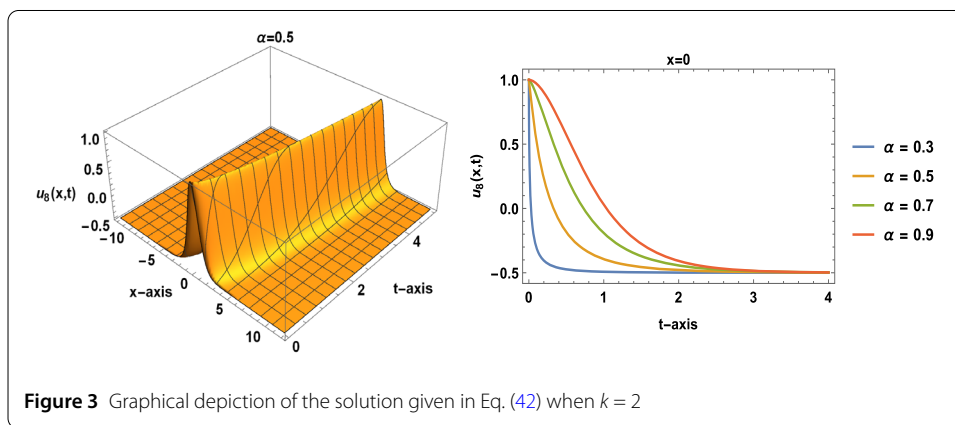 α=0.5
1.0
0.5
u₈(x,t)
0.0
−0.5
−10
−5
x−axis
0
5
10
0
2
t−axis
4
x=0
1.0
0.5
u₈(x,t)
0.0
−0.5
0
1
2
3
4
t−axis
α = 0.3
α = 0.5
α = 0.7
α = 0.9
Figure 3 Graphical depiction of the solution given in Eq. (42) when k = 2